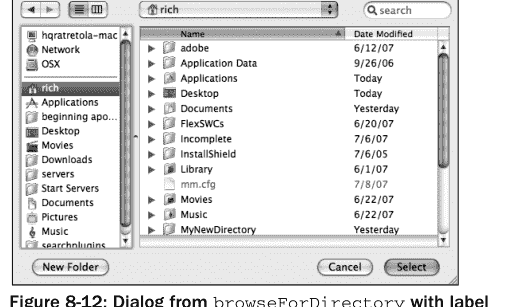 rich
search
hqratretola-mac
Network
OSX
rich
Applications
beginning apo...
Desktop
Movies
Downloads
servers
Start Servers
Documents
Pictures
Music
searchplugins
Name Date Modified
adobe 6/12/07
Application Data 9/26/06
Applications Today
Desktop Today
Documents Yesterday
FlexSWCs 6/20/07
Incomplete 7/6/07
InstallShield 7/6/05
Library 6/1/07
mm.cfg 7/8/07
Movies 6/22/07
Music 6/22/07
MyNewDirectory Yesterday
New Folder Cancel Select
Figure 8-12: Dialog from browseForDirectory with label